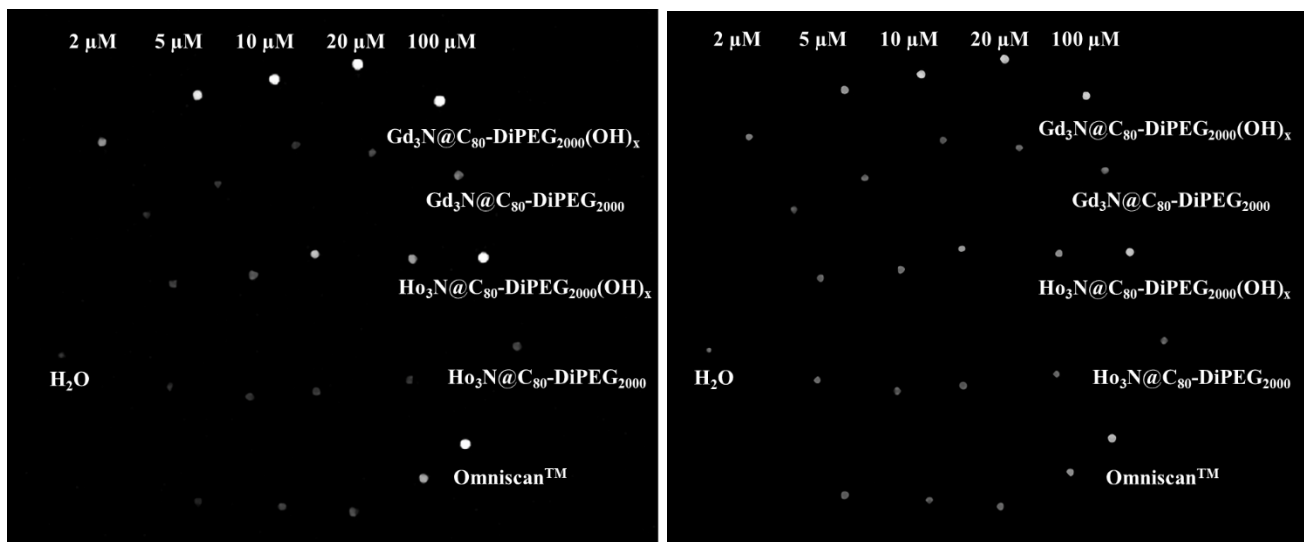 2 µM 5 µM 10 µM 20 µM 100 µM
Gd₃N@C₈₀-DiPEG₂₀₀₀(OH)ₓ
Gd₃N@C₈₀-DiPEG₂₀₀₀
Ho₃N@C₈₀-DiPEG₂₀₀₀(OH)ₓ
H₂O
Ho₃N@C₈₀-DiPEG₂₀₀₀
Omniscan™
2 µM 5 µM 10 µM 20 µM 100 µM
Gd₃N@C₈₀-DiPEG₂₀₀₀(OH)ₓ
Gd₃N@C₈₀-DiPEG₂₀₀₀
Ho₃N@C₈₀-DiPEG₂₀₀₀(OH)ₓ
H₂O
Ho₃N@C₈₀-DiPEG₂₀₀₀
Omniscan™